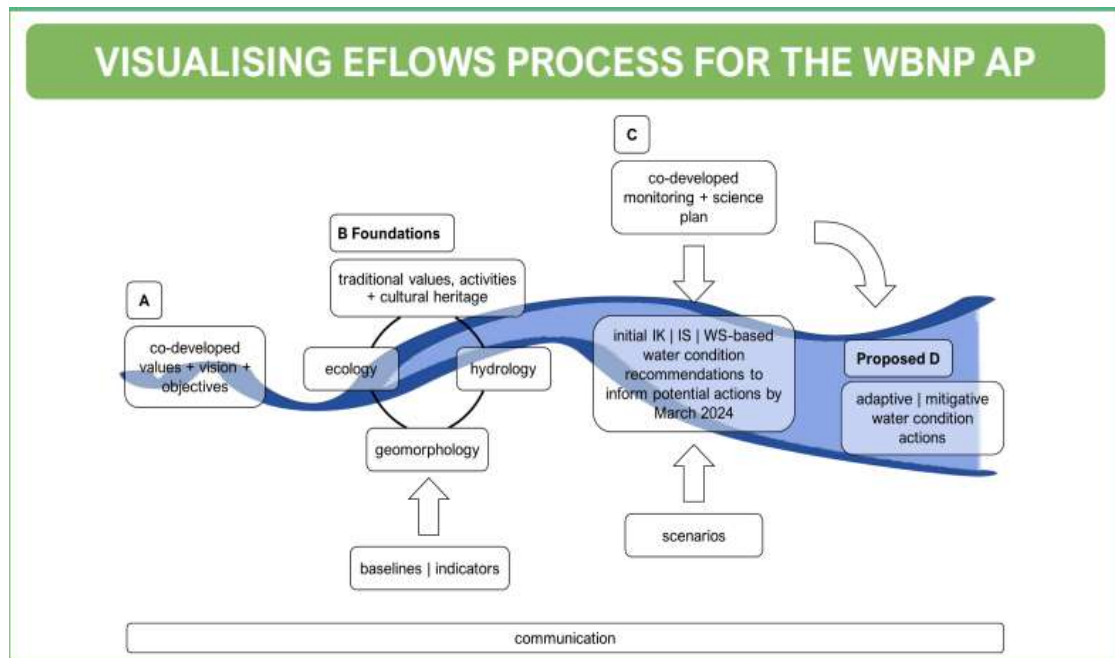 VISUALISING EFLOWS PROCESS FOR THE WBNP AP
A
co-developed
values + vision +
objectives
B Foundations
traditional values, activities
+ cultural heritage
ecology
hydrology
geomorphology
baselines | indicators
C
co-developed
monitoring + science
plan
initial IK | IS | WS-based
water condition
recommendations to
inform potential actions by
March 2024
scenarios
Proposed D
adaptive | mitigative
water condition
actions
communication